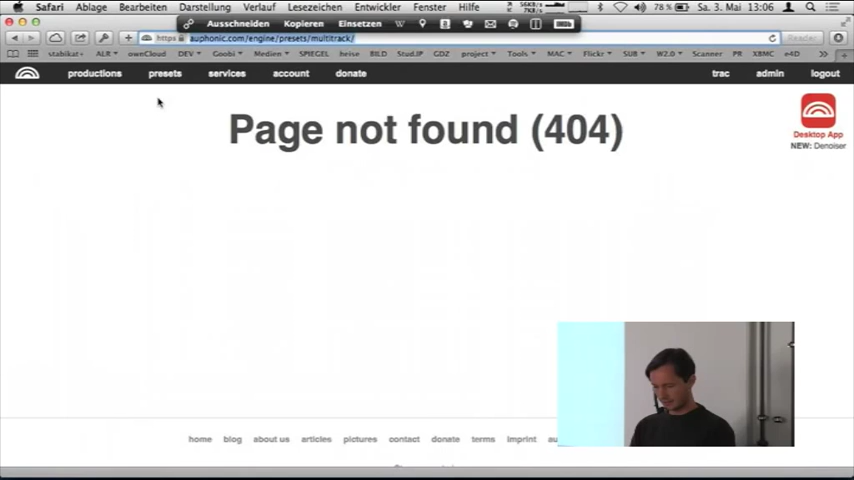 Safari Ablage Bearbeiten Darstellung Verlauf Lesezeichen Entwickler Fenster Hilfe 78 % Sa. 3. Mai 13:06
Ausschneiden Kopieren Einsetzen
https auphonic.com/engine/presets/multitrack/ Reader
stabikat+ ALR ownCloud DEV Goobi Medien SPIEGEL heise BILD Stud.IP GDZ project Tools MAC Flickr SUB W2.0 Scanner PR XBMC e4D
productions presets services account donate trac admin logout
Page not found (404)
Desktop App
NEW: Denoiser
home blog about us articles pictures contact donate terms imprint